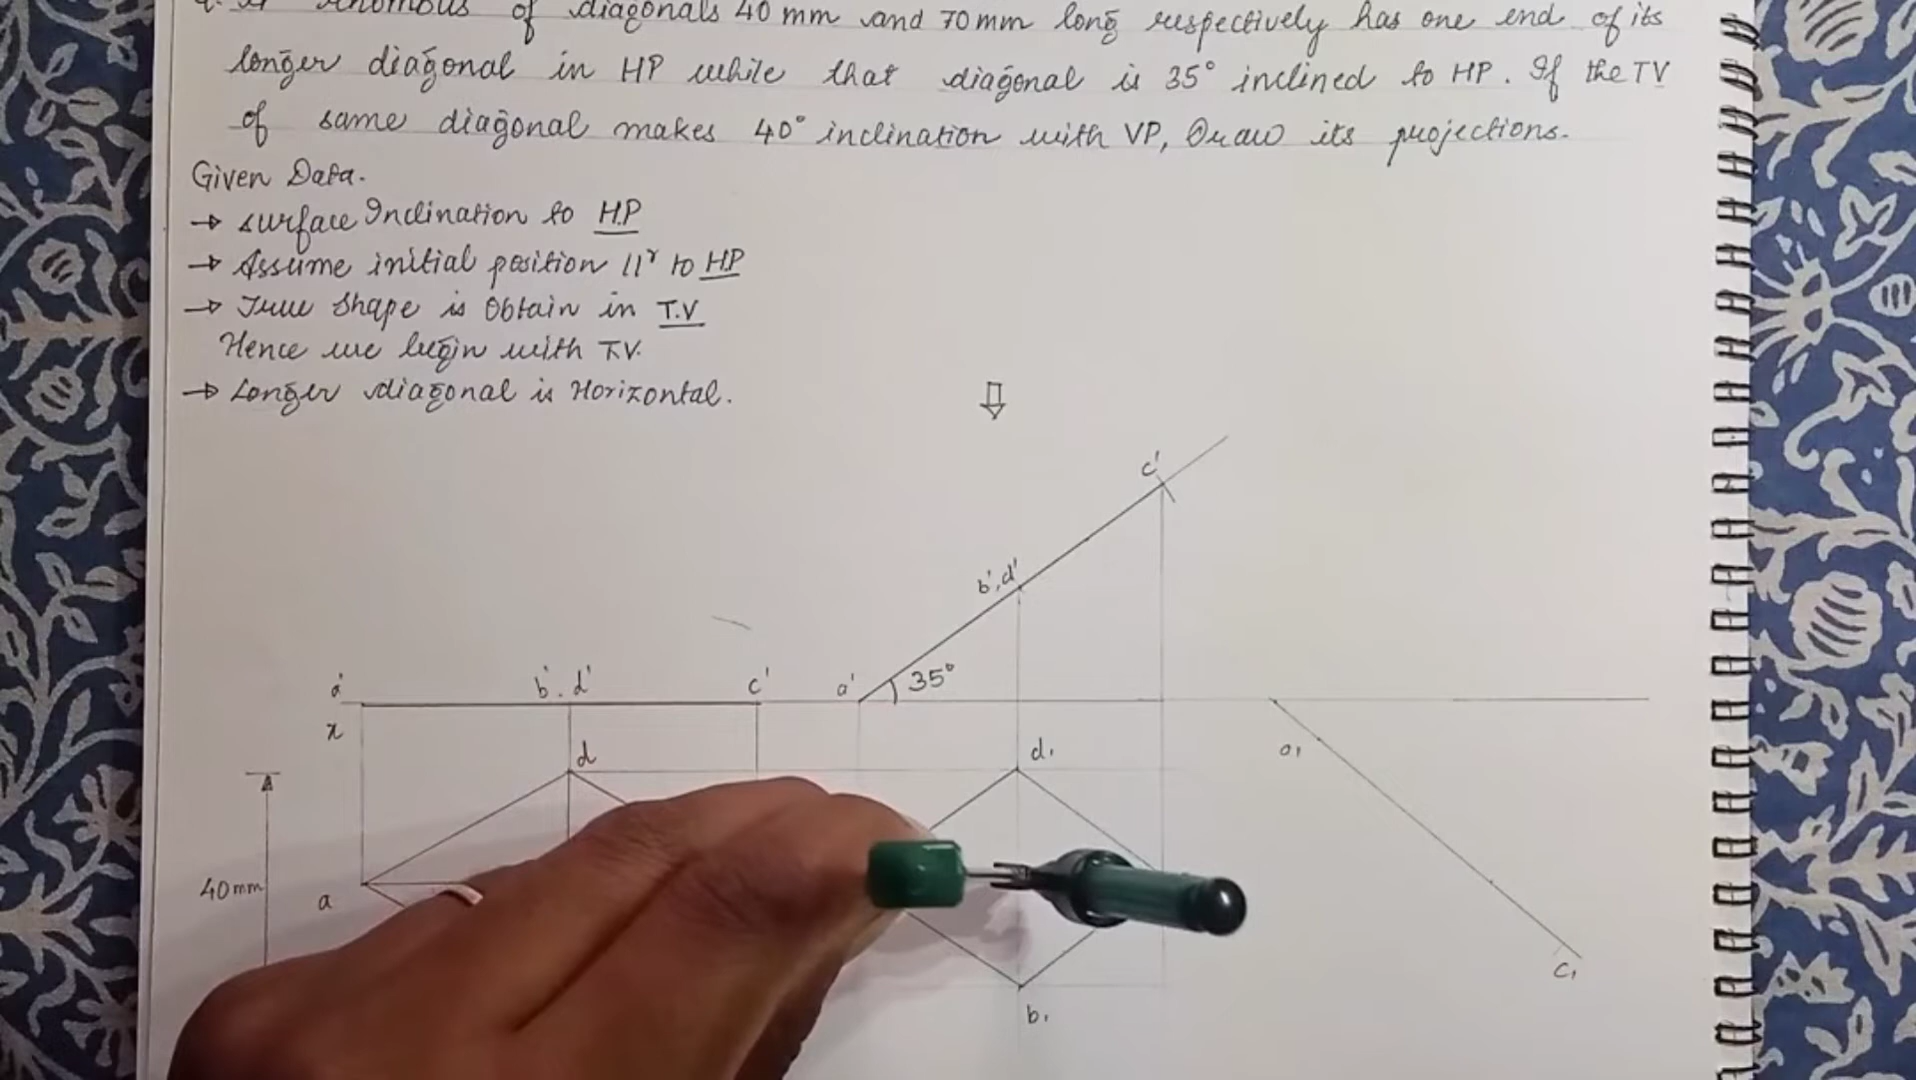 of diagonals 40 mm and 70 mm long respectively has one end of its
longer diagonal in HP while that diagonal is 35° inclined to HP. If the TV
of same diagonal makes 40° inclination with VP, Draw its projections.
Given Data.
→ surface Inclination to H.P
→ Assume initial position 11r to H.P
→ True shape is Obtain in T.V
Hence we begin with T.V.
→ Longer diagonal is Horizontal.
c'
b', d'
35°
a'
b'. d'
c'
a'
x
d
d1
a1
40mm
a
c1
b1